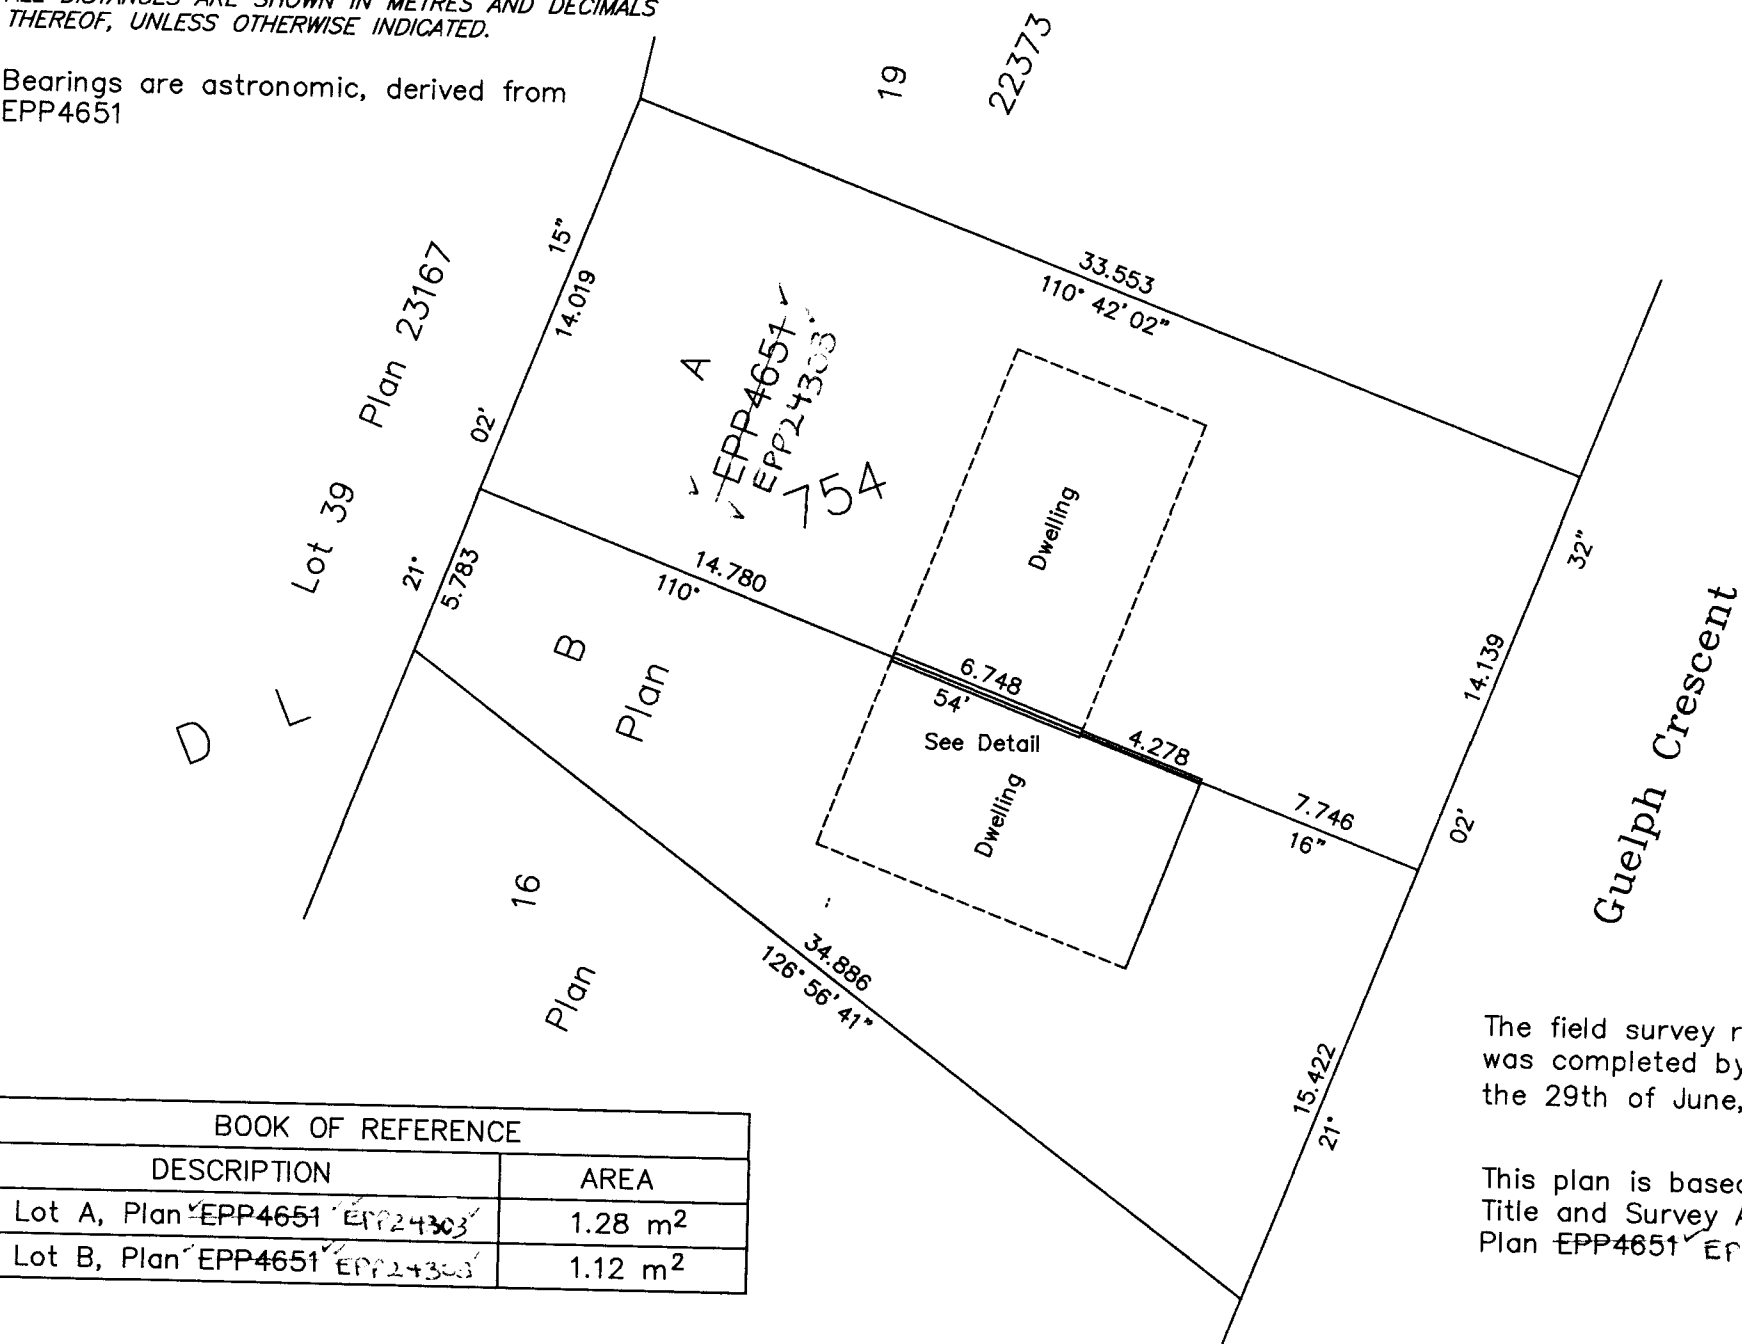 ALL DISTANCES ARE SHOWN IN METRES AND DECIMALS
THEREOF, UNLESS OTHERWISE INDICATED.
Bearings are astronomic, derived from
EPP4651
19
22373
33.553
110° 42' 02"
15"
14.019
02'
21°
5.783
Lot 39 Plan 23167
A
EPP4651
EPP24303
754
Dwelling
14.780
110°
6.748
54'
See Detail
4.278
7.746
16"
Dwelling
B
Plan
D L
16
Plan
34.886
126° 56' 41"
32"
14.139
02'
15.422
21°
Guelph Crescent
The field survey
was completed by
the 29th of June,
This plan is based
Title and Survey
Plan EPP4651
BOOK OF REFERENCE
DESCRIPTION AREA
Lot A, Plan EPP4651 EPP24303 1.28 m²
Lot B, Plan EPP4651 EPP24303 1.12 m²